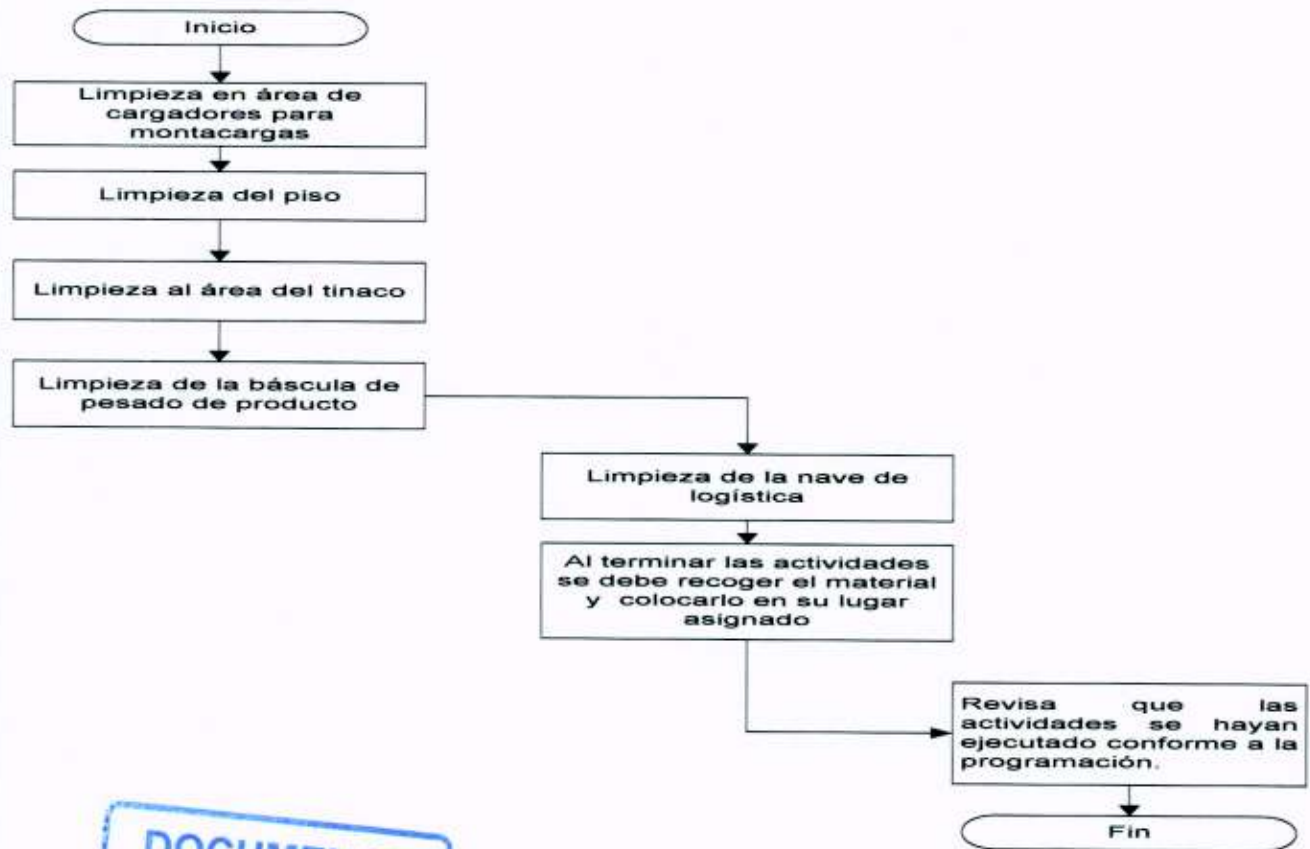 Inicio
Limpieza en área de
cargadores para
montacargas
Limpieza del piso
Limpieza al área del tinaco
Limpieza de la báscula de
pesado de producto
Limpieza de la nave de
logística
Al terminar las actividades
se debe recoger el material
y colocarlo en su lugar
asignado
Revisa que las
actividades se hayan
ejecutado conforme a la
programación.
Fin